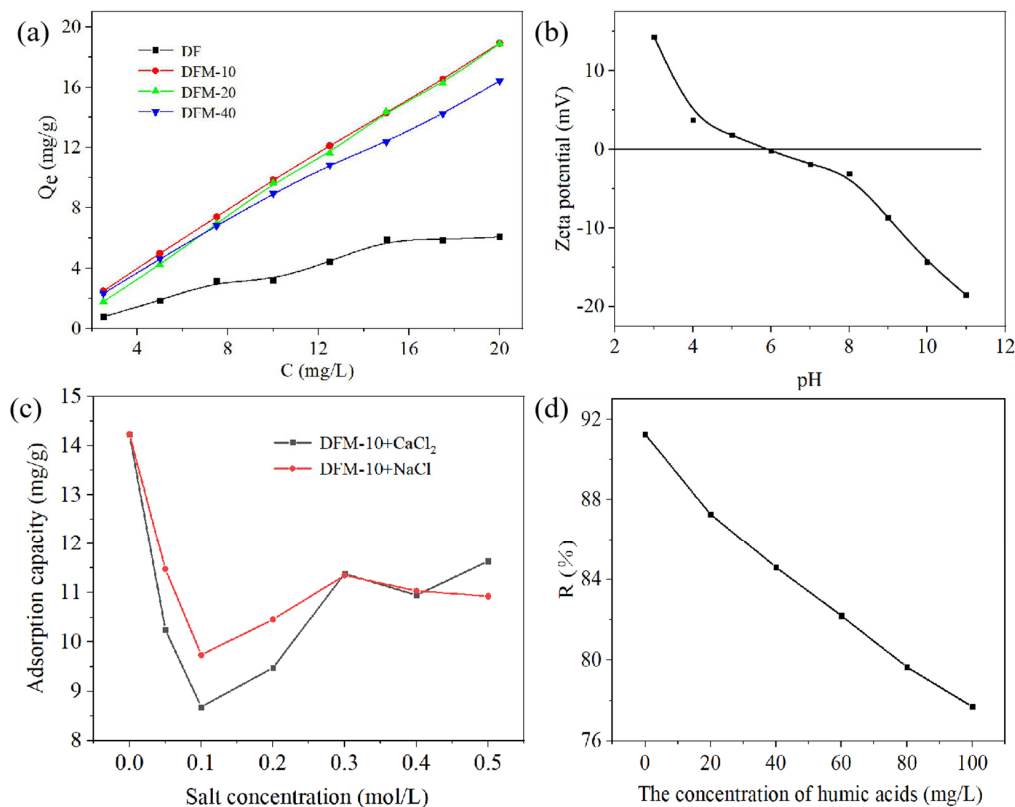 (a)
DF
DFM-10
DFM-20
DFM-40
Qe (mg/g)
20
16
12
8
4
0
4 8 12 16 20
C (mg/L)
(b)
Zeta potential (mV)
10
0
-10
-20
2 4 6 8 10 12
pH
(c)
DFM-10+CaCl₂
DFM-10+NaCl
Adsorption capacity (mg/g)
15
14
13
12
11
10
9
8
0.0 0.1 0.2 0.3 0.4 0.5
Salt concentration (mol/L)
(d)
R (%)
92
88
84
80
76
0 20 40 60 80 100
The concentration of humic acids (mg/L)